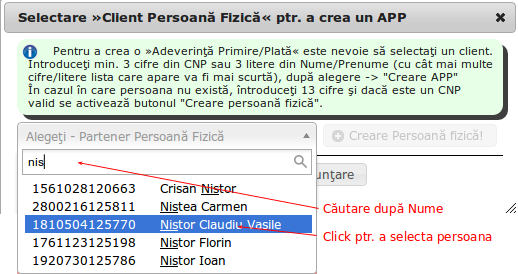 Selectare »Client Persoană Fizică« ptr. a crea un APP
Pentru a crea o »Adeverință Primire/Plată« este nevoie să selectați un client.
Introduceți min. 3 cifre din CNP sau 3 litere din Nume/Prenume (cu cât mai multe
cifre/litere lista care apare va fi mai scurtă), după alegere -> "Creare APP"
În cazul în care persoana nu există, introduceți 13 cifre și dacă este un CNP
valid se activează butonul "Creare persoană fizică".
Alegeți - Partener Persoană Fizică
Creare Persoană fizică!
nis
unțare
1561028120663 Crisan Nistor
2800216125811 Nistea Carmen
Căutare după Nume
1810504125770 Nistor Claudiu Vasile
Click ptr. a selecta persoana
1761123125198 Nistor Florin
1920730125786 Nistor Ioan